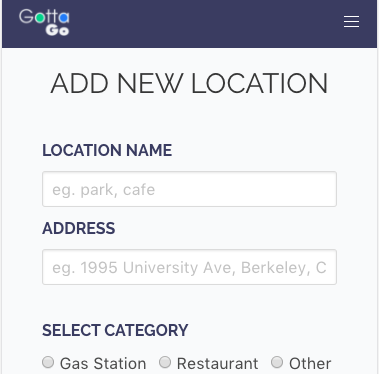 Gotta
Go
ADD NEW LOCATION
LOCATION NAME
eg. park, cafe
ADDRESS
eg. 1995 University Ave, Berkeley, C
SELECT CATEGORY
Gas Station Restaurant Other